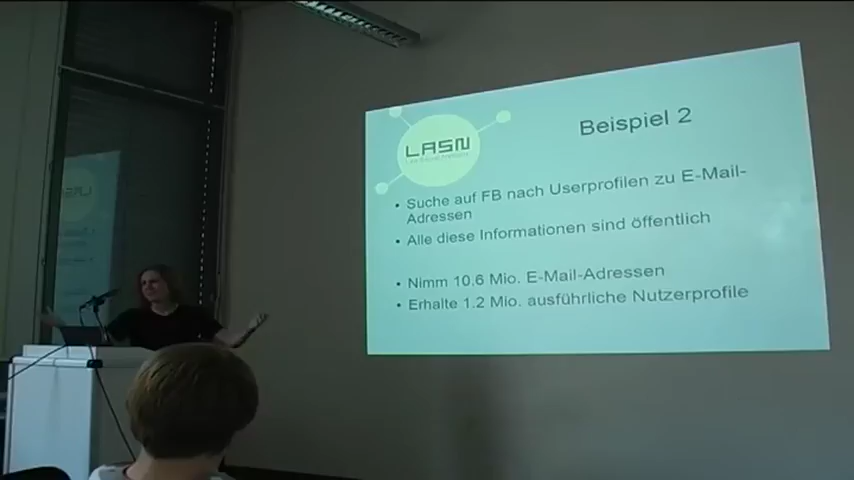 LASN
Beispiel 2
• Suche auf FB nach Userprofilen zu E-Mail-
Adressen
• Alle diese Informationen sind öffentlich
• Nimm 10.6 Mio. E-Mail-Adressen
• Erhalte 1.2 Mio. ausführliche Nutzerprofile